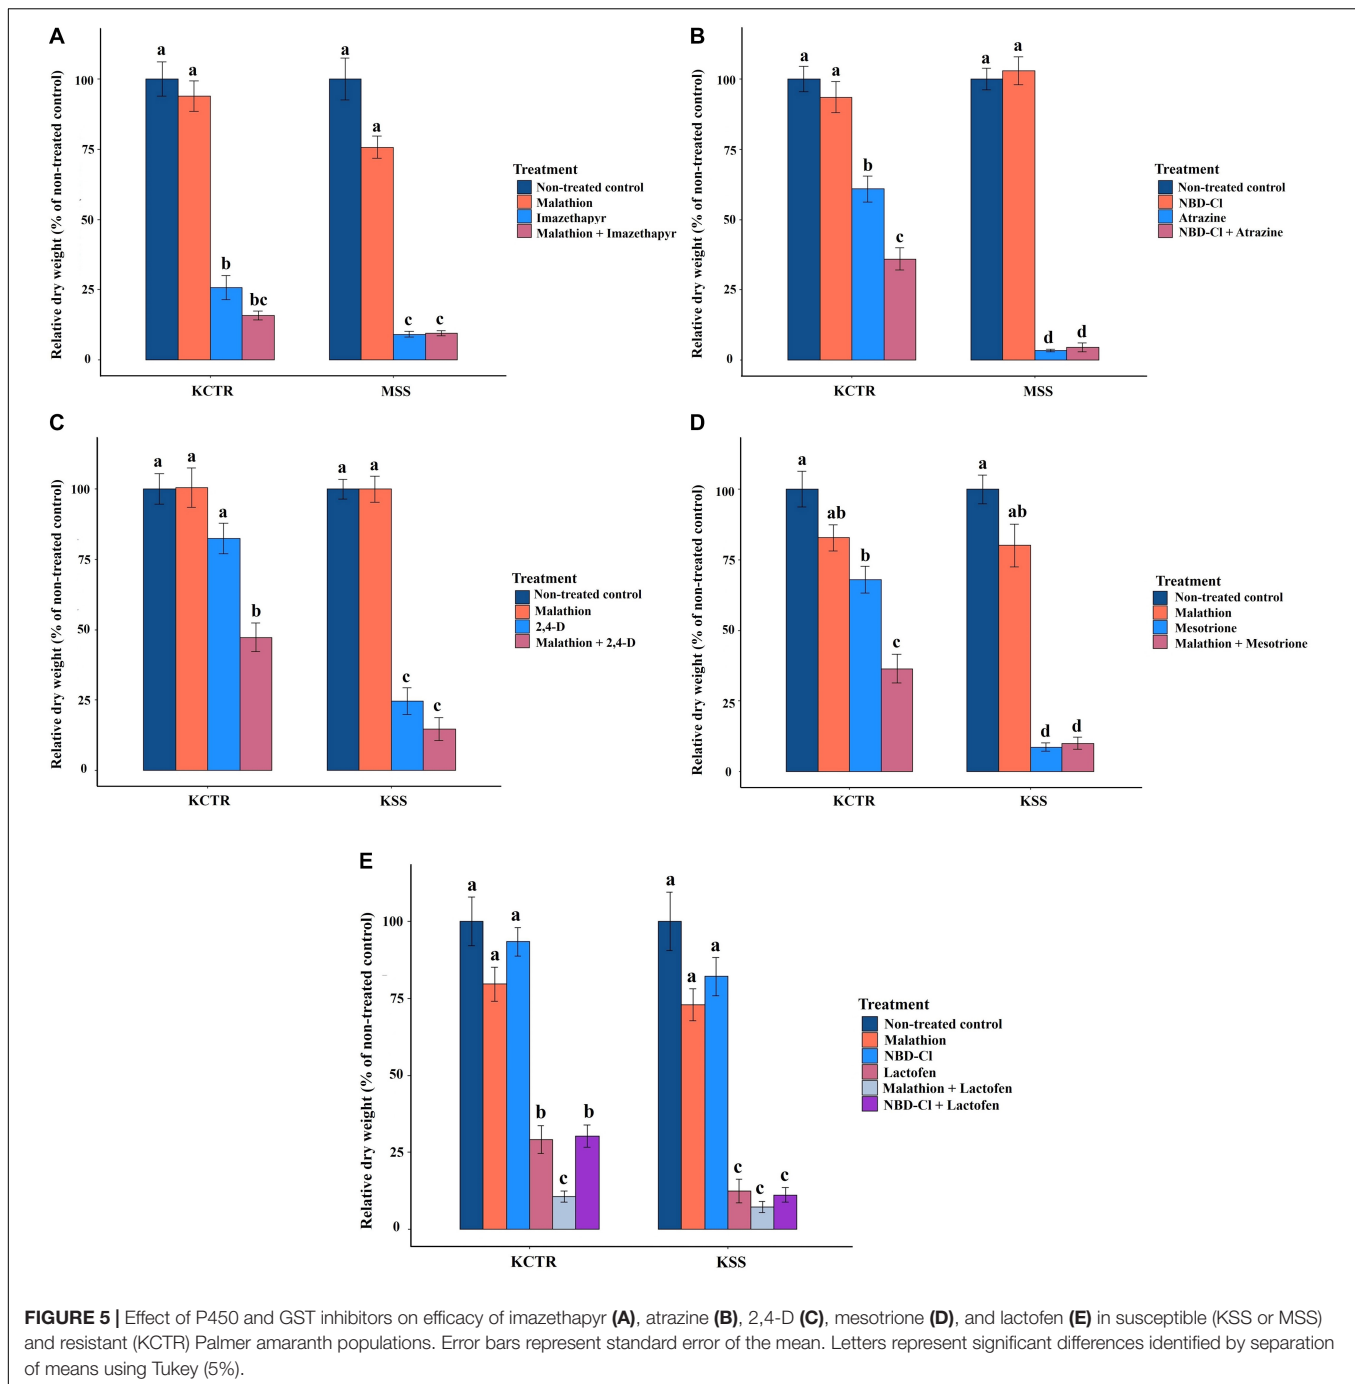 A
a
a
a
a
b
bc
c
c
100
75
50
25
0
Relative dry weight (% of non-treated control)
KCTR
MSS
Treatment
Non-treated control
Malathion
Imazethapyr
Malathion + Imazethapyr
B
a
a
a
a
b
c
d
d
100
75
50
25
0
Relative dry weight (% of non-treated control)
KCTR
MSS
Treatment
Non-treated control
NBD-Cl
Atrazine
NBD-Cl + Atrazine
C
a
a
a
a
a
b
c
c
100
75
50
25
0
Relative dry weight (% of non-treated control)
KCTR
KSS
Treatment
Non-treated control
Malathion
2,4-D
Malathion + 2,4-D
D
a
a
ab
ab
b
c
d
d
100
75
50
25
0
Relative dry weight (% of non-treated control)
KCTR
KSS
Treatment
Non-treated control
Malathion
Mesotrione
Malathion + Mesotrione
E
a
a
a
a
a
a
b
b
c
c
c
c
100
75
50
25
0
Relative dry weight (% of non-treated control)
KCTR
KSS
Treatment
Non-treated control
Malathion
NBD-Cl
Lactofen
Malathion + Lactofen
NBD-Cl + Lactofen
FIGURE 5 | Effect of P450 and GST inhibitors on efficacy of imazethapyr (A), atrazine (B), 2,4-D (C), mesotrione (D), and lactofen (E) in susceptible (KSS or MSS)
and resistant (KCTR) Palmer amaranth populations. Error bars represent standard error of the mean. Letters represent significant differences identified by separation
of means using Tukey (5%).